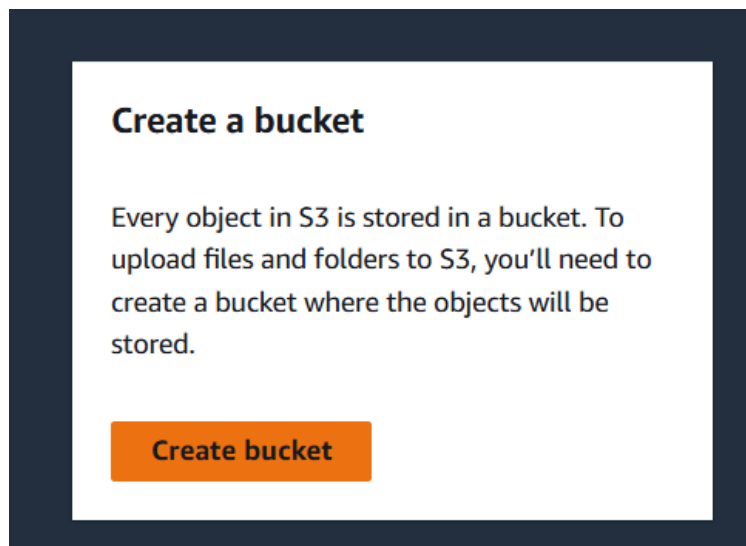 Create a bucket
Every object in S3 is stored in a bucket. To
upload files and folders to S3, you’ll need to
create a bucket where the objects will be
stored.
Create bucket